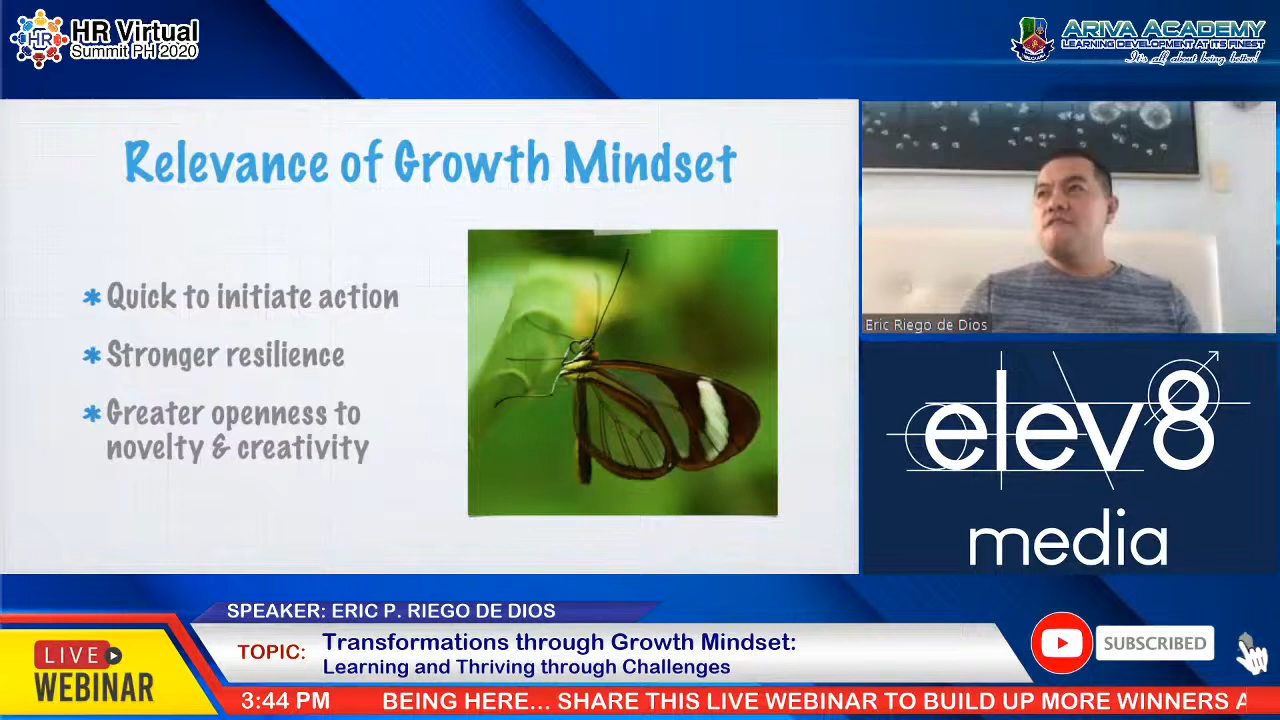 HR
HR Virtual
Summit PH 2020
ARIVA ACADEMY
LEARNING DEVELOPMENT AT ITS FINEST
It's all about being better!
Relevance of Growth Mindset
* Quick to initiate action
* Stronger resilience
* Greater openness to
novelty & creativity
Eric Riego de Dios
elev8
media
SPEAKER: ERIC P. RIEGO DE DIOS
TOPIC: Transformations through Growth Mindset:
Learning and Thriving through Challenges
LIVE
WEBINAR
SUBSCRIBED
3:44 PM BEING HERE... SHARE THIS LIVE WEBINAR TO BUILD UP MORE WINNERS A